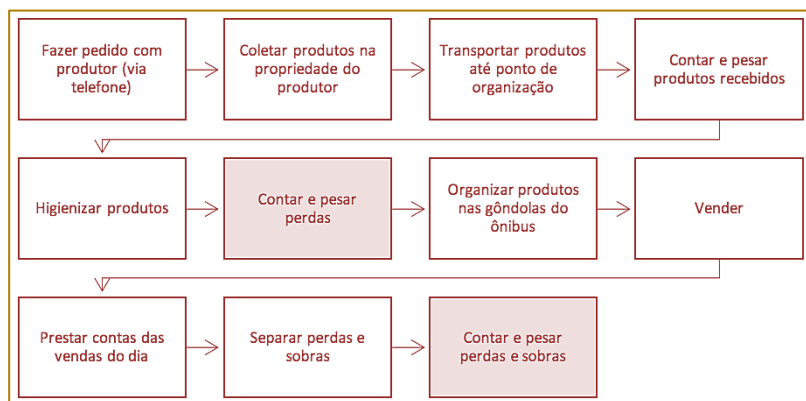 Fazer pedido com
produtor (via
telefone)
Coletar produtos na
propriedade do
produtor
Transportar produtos
até ponto de
organização
Contar e pesar
produtos recebidos
Higienizar produtos
Contar e pesar
perdas
Organizar produtos
nas gôndolas do
ônibus
Vender
Prestar contas das
vendas do dia
Separar perdas e
sobras
Contar e pesar
perdas e sobras